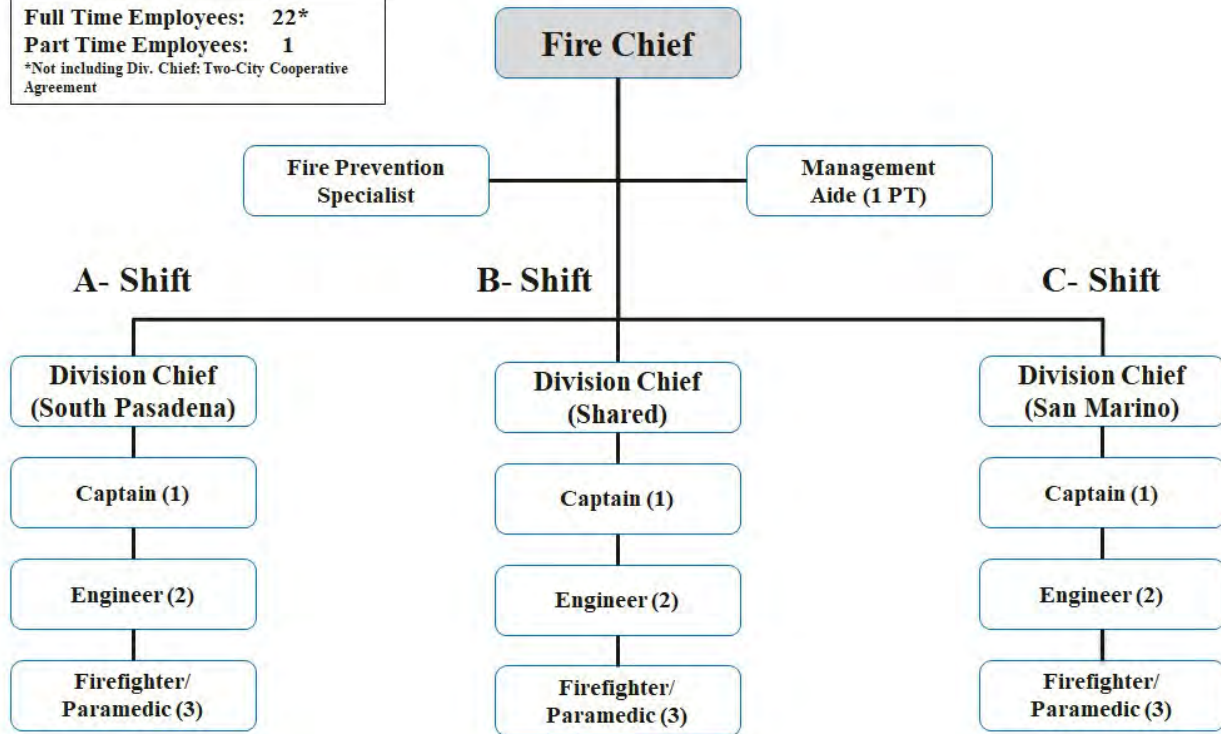 Full Time Employees: 22*
Part Time Employees: 1
*Not including Div. Chief: Two-City Cooperative
Agreement
Fire Chief
Fire Prevention
Specialist
Management
Aide (1 PT)
A- Shift
B- Shift
C- Shift
Division Chief
(South Pasadena)
Captain (1)
Engineer (2)
Firefighter/
Paramedic (3)
Division Chief
(Shared)
Captain (1)
Engineer (2)
Firefighter/
Paramedic (3)
Division Chief
(San Marino)
Captain (1)
Engineer (2)
Firefighter/
Paramedic (3)